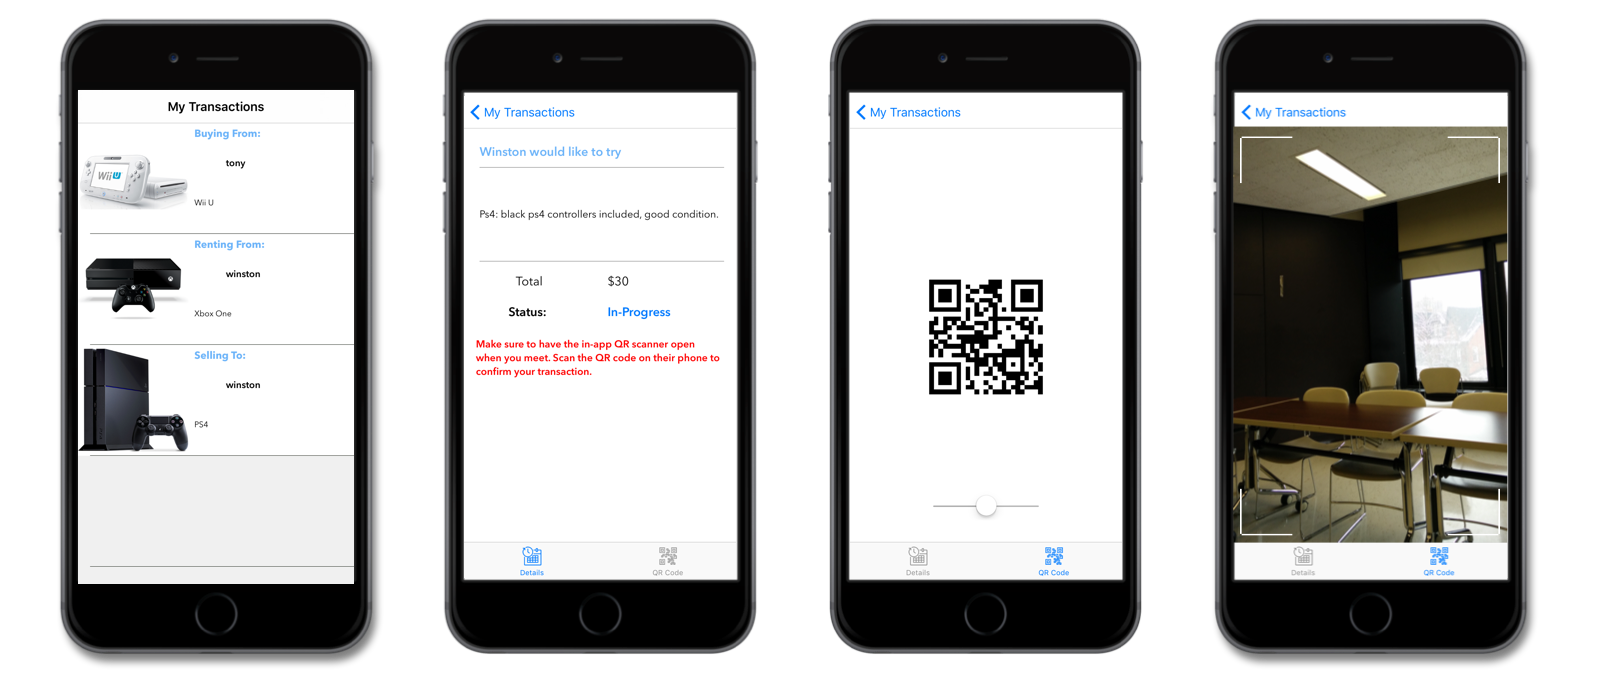 My Transactions
Buying From:
tony
Wii U
Wii U
Renting From:
winston
Xbox One
Selling To:
winston
PS4
My Transactions
Winston would like to try
Ps4: black ps4 controllers included, good condition.
Total $30
Status: In-Progress
Make sure to have the in-app QR scanner open
when you meet. Scan the QR code on their phone to
confirm your transaction.
Details QR Code
My Transactions
Details QR Code
My Transactions
Details QR Code